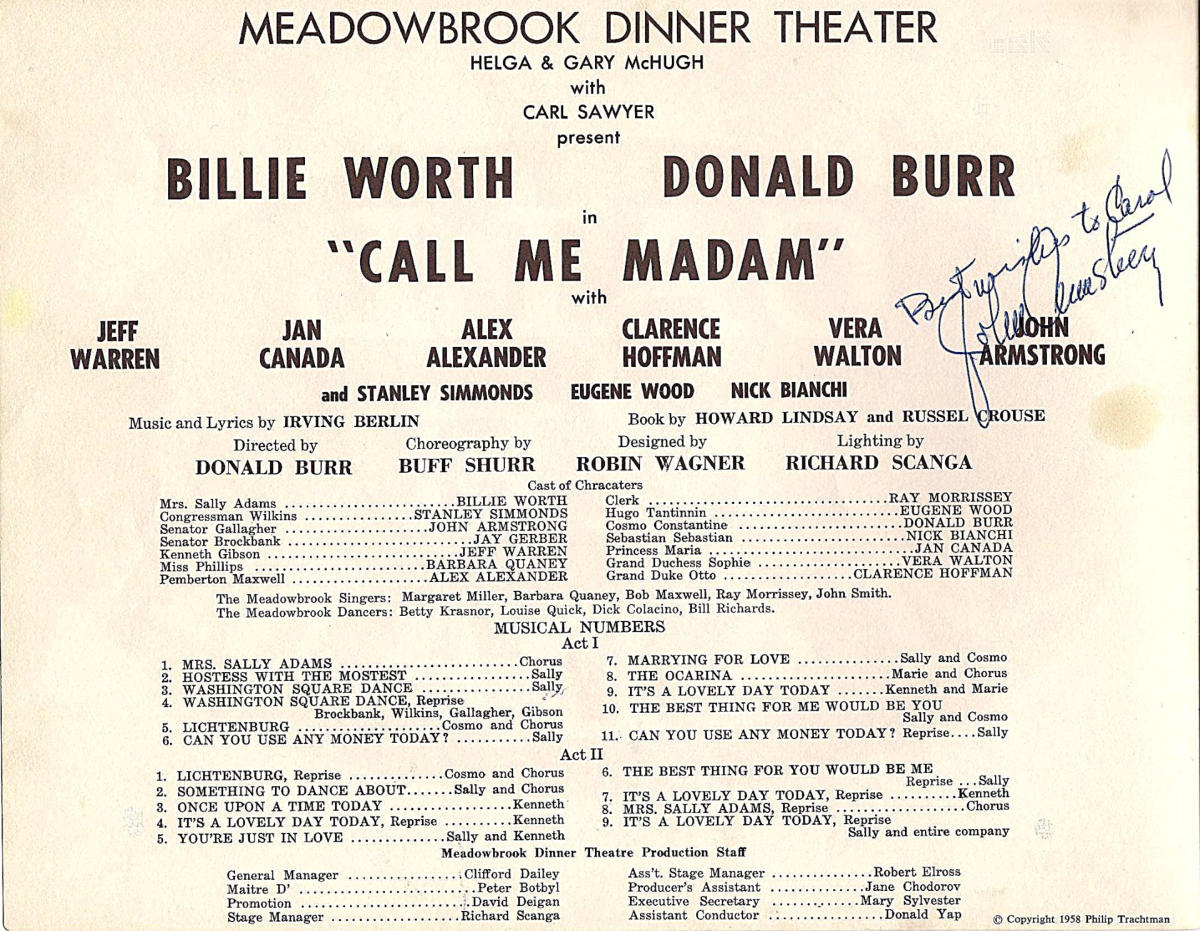 MEADOWBROOK DINNER THEATER
HELGA & GARY McHUGH
with
CARL SAWYER
present
BILLIE WORTH DONALD BURR
in
"CALL ME MADAM"
with
Best wishes to Carol
John Armstrong
JEFF WARREN
JAN CANADA
ALEX ALEXANDER
CLARENCE HOFFMAN
VERA WALTON
JOHN ARMSTRONG
and STANLEY SIMMONDS EUGENE WOOD NICK BIANCHI
Music and Lyrics by IRVING BERLIN
Book by HOWARD LINDSAY and RUSSEL CROUSE
Directed by
DONALD BURR
Choreography by
BUFF SHURR
Designed by
ROBIN WAGNER
Lighting by
RICHARD SCANGA
Cast of Chracaters
Mrs. Sally Adams ........................BILLIE WORTH
Congressman Wilkins ................STANLEY SIMMONDS
Senator Gallagher ........................JOHN ARMSTRONG
Senator Brockbank ............................JAY GERBER
Kenneth Gibson ............................JEFF WARREN
Miss Phillips ........................BARBARA QUANEY
Pemberton Maxwell ....................ALEX ALEXANDER
Clerk ....................................RAY MORRISSEY
Hugo Tantinnin ............................EUGENE WOOD
Cosmo Constantine ........................DONALD BURR
Sebastian Sebastian ........................NICK BIANCHI
Princess Maria ............................JAN CANADA
Grand Duchess Sophie ....................VERA WALTON
Grand Duke Otto ....................CLARENCE HOFFMAN
The Meadowbrook Singers: Margaret Miller, Barbara Quaney, Bob Maxwell, Ray Morrissey, John Smith.
The Meadowbrook Dancers: Betty Krasnor, Louise Quick, Dick Colacino, Bill Richards.
MUSICAL NUMBERS
Act I
1. MRS. SALLY ADAMS ........................Chorus
2. HOSTESS WITH THE MOSTEST ................Sally
3. WASHINGTON SQUARE DANCE ................Sally
4. WASHINGTON SQUARE DANCE, Reprise
Brockbank, Wilkins, Gallagher, Gibson
5. LICHTENBURG ....................Cosmo and Chorus
6. CAN YOU USE ANY MONEY TODAY? ...........Sally
7. MARRYING FOR LOVE ...............Sally and Cosmo
8. THE OCARINA ....................Marie and Chorus
9. IT'S A LOVELY DAY TODAY .......Kenneth and Marie
10. THE BEST THING FOR ME WOULD BE YOU
Sally and Cosmo
11. CAN YOU USE ANY MONEY TODAY? Reprise....Sally
Act II
1. LICHTENBURG, Reprise .............Cosmo and Chorus
2. SOMETHING TO DANCE ABOUT.......Sally and Chorus
3. ONCE UPON A TIME TODAY .................Kenneth
4. IT'S A LOVELY DAY TODAY, Reprise ..........Kenneth
5. YOU'RE JUST IN LOVE .............Sally and Kenneth
6. THE BEST THING FOR YOU WOULD BE ME
Reprise ...Sally
7. IT'S A LOVELY DAY TODAY, Reprise ..........Kenneth
8. MRS. SALLY ADAMS, Reprise ...................Chorus
9. IT'S A LOVELY DAY TODAY, Reprise
Sally and entire company
Meadowbrook Dinner Theatre Production Staff
General Manager ................Clifford Dailey
Maitre D' .........................Peter Botbyl
Promotion .........................David Deigan
Stage Manager ...................Richard Scanga
Ass't. Stage Manager ...............Robert Elross
Producer's Assistant ...............Jane Chodorov
Executive Secretary .............Mary Sylvester
Assistant Conductor .................Donald Yap
© Copyright 1958 Philip Trachtman